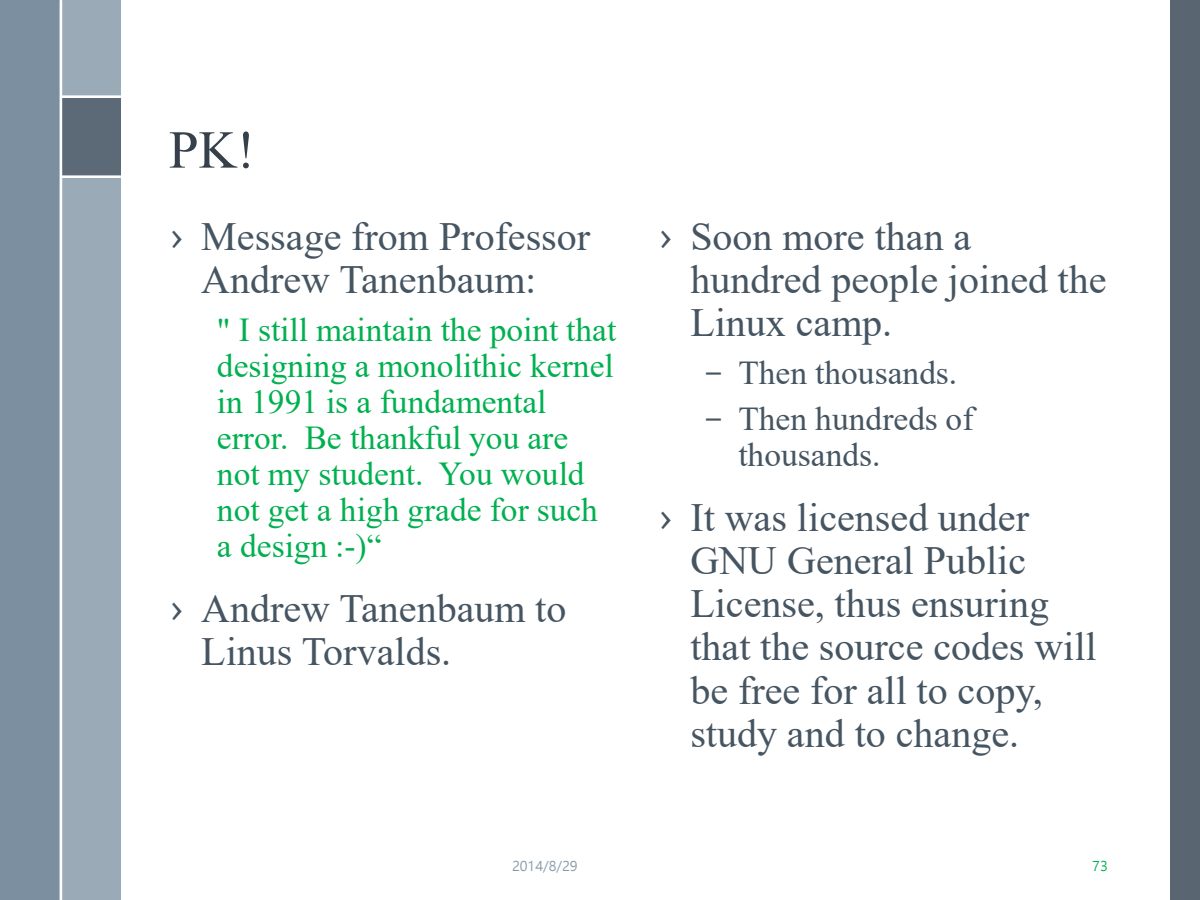 PK!
› Message from Professor
Andrew Tanenbaum:
" I still maintain the point that
designing a monolithic kernel
in 1991 is a fundamental
error.  Be thankful you are
not my student.  You would
not get a high grade for such
a design :-)“
› Andrew Tanenbaum to
Linus Torvalds.
› Soon more than a
hundred people joined the
Linux camp.
– Then thousands.
– Then hundreds of
thousands.
› It was licensed under
GNU General Public
License, thus ensuring
that the source codes will
be free for all to copy,
study and to change.
2014/8/29
73